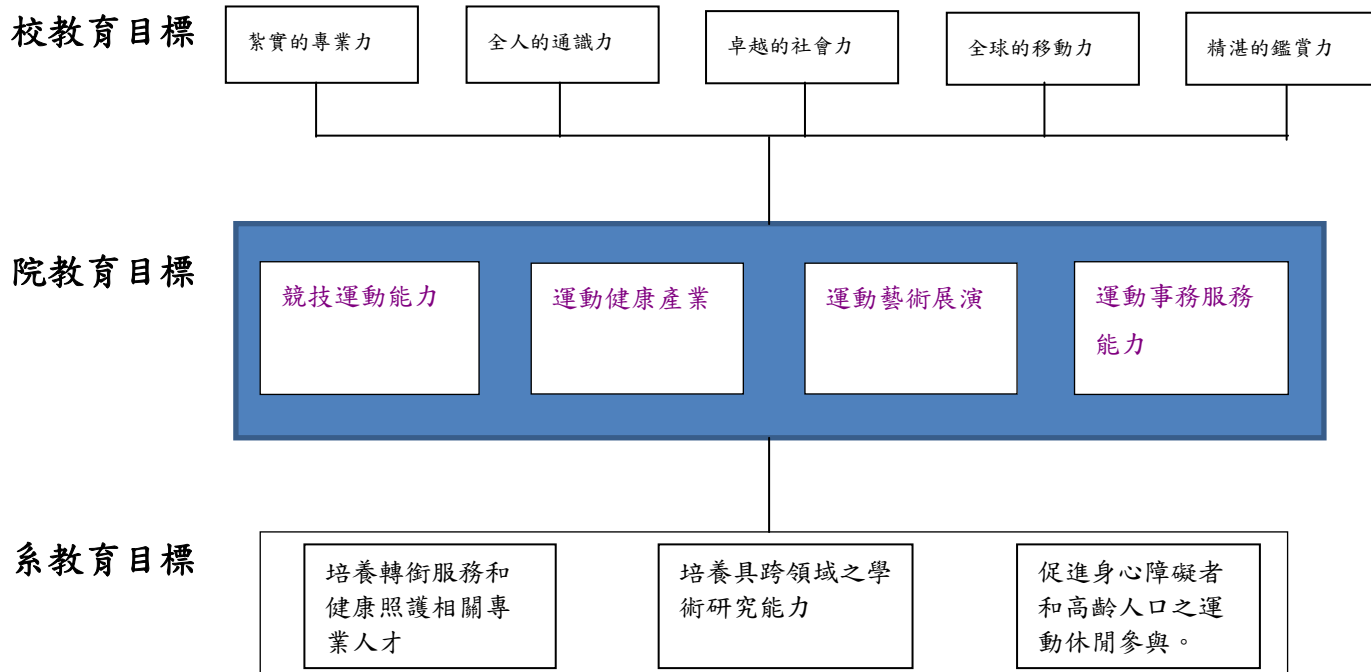 校教育目標
紮實的專業力
全人的通識力
卓越的社會力
全球的移動力
精湛的鑑賞力
院教育目標
競技運動能力
運動健康產業
運動藝術展演
運動事務服務
能力
系教育目標
培養轉銜服務和
健康照護相關專
業人才
培養具跨領域之學
術研究能力
促進身心障礙者
和高齡人口之運
動休閒參與。